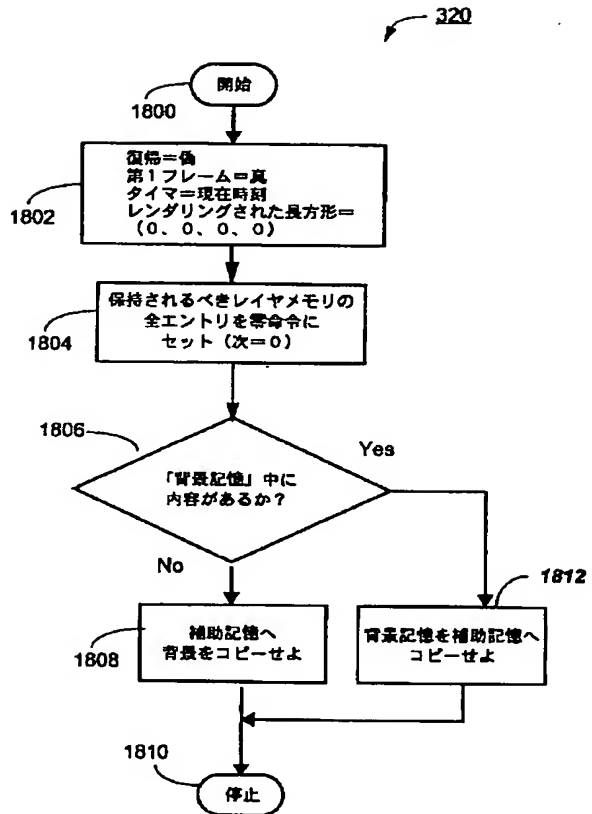 320
開始
1800
復帰=偽
第1フレーム=真
タイマ=現在時刻
レンダリングされた長方形=
(0、0、0、0)
1802
保持されるべきレイヤメモリの
全エントリを零命令に
セット(次=0)
1804
1806
Yes
「背景記憶」中に
内容があるか?
No
1812
補助記憶へ
背景をコピーせよ
1808
背景記憶を補助記憶へ
コピーせよ
1810
停止